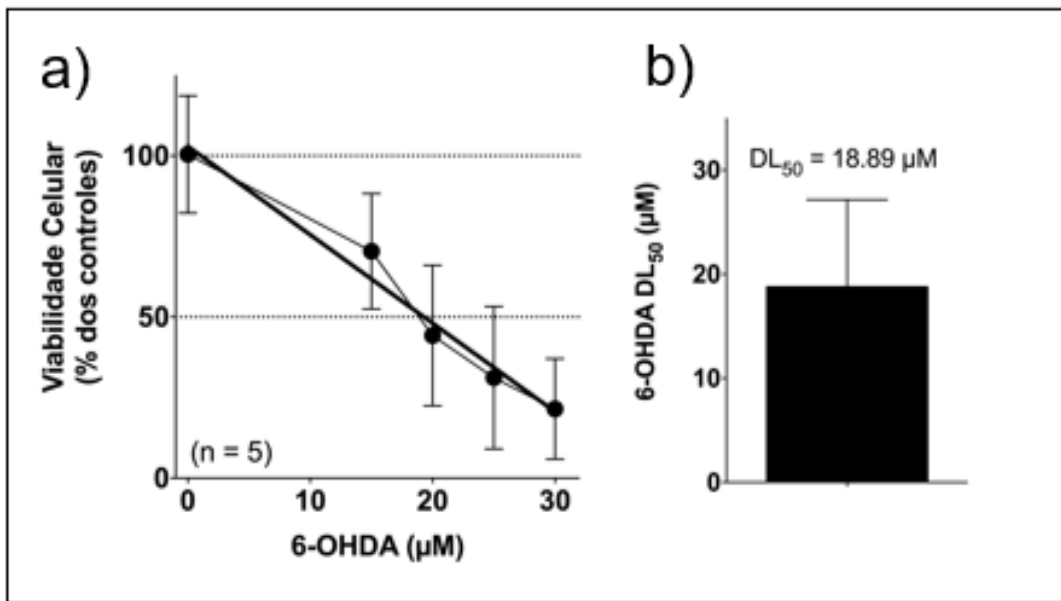 a)
Viabilidade Celular
(% dos controles)
100
50
0
(n = 5)
0 10 20 30
6-OHDA (µM)
b)
6-OHDA DL₅₀ (µM)
DL₅₀ = 18.89 µM
30
20
10
0